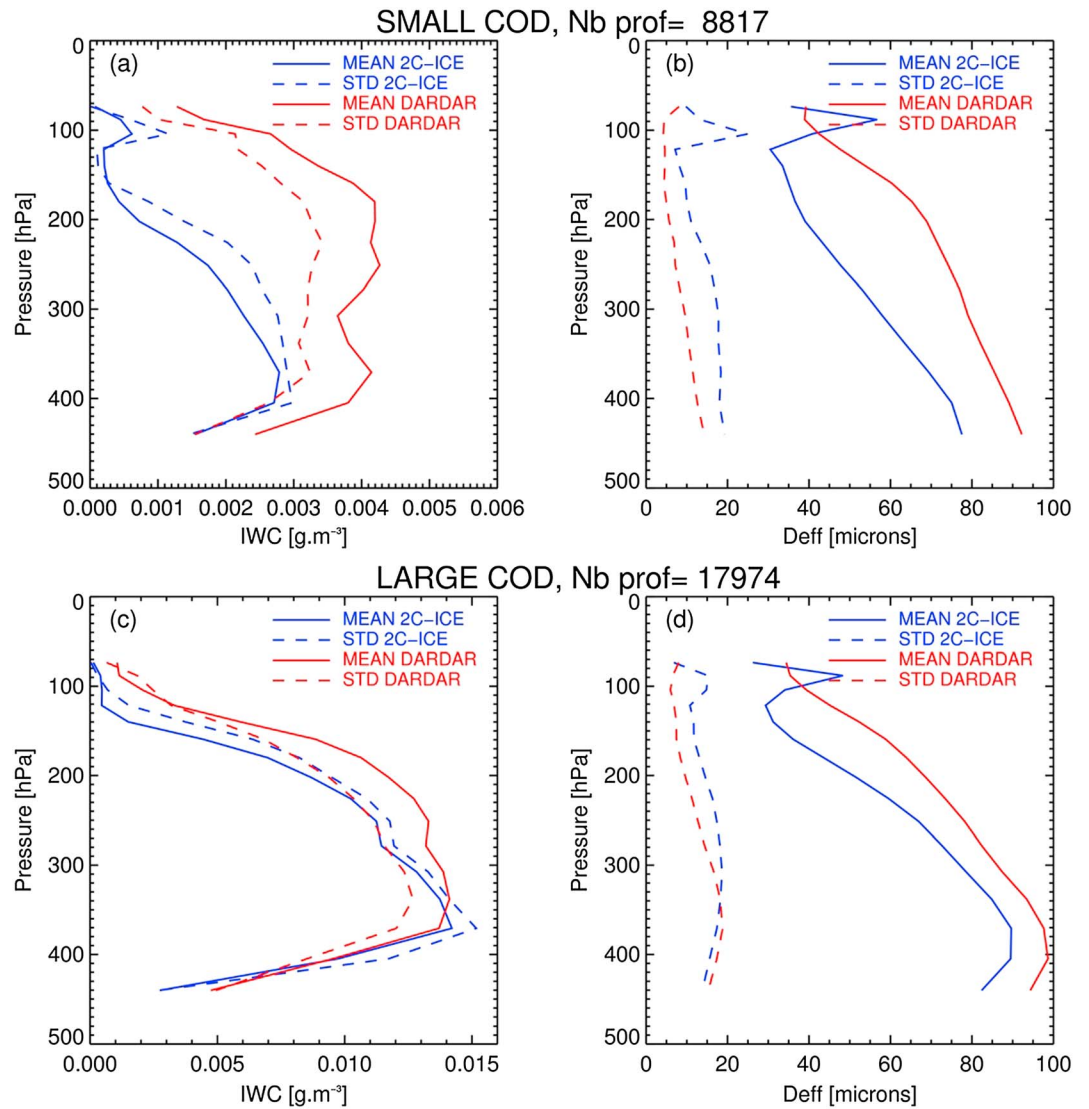 SMALL COD, Nb prof= 8817
(a)
MEAN 2C-ICE
STD 2C-ICE
MEAN DARDAR
STD DARDAR
0
100
200
300
400
500
Pressure [hPa]
0.000 0.001 0.002 0.003 0.004 0.005 0.006
IWC [g.m⁻³]
(b)
MEAN 2C-ICE
STD 2C-ICE
MEAN DARDAR
STD DARDAR
0
100
200
300
400
500
Pressure [hPa]
0 20 40 60 80 100
Deff [microns]
LARGE COD, Nb prof= 17974
(c)
MEAN 2C-ICE
STD 2C-ICE
MEAN DARDAR
STD DARDAR
0
100
200
300
400
500
Pressure [hPa]
0.000 0.005 0.010 0.015
IWC [g.m⁻³]
(d)
MEAN 2C-ICE
STD 2C-ICE
MEAN DARDAR
STD DARDAR
0
100
200
300
400
500
Pressure [hPa]
0 20 40 60 80 100
Deff [microns]